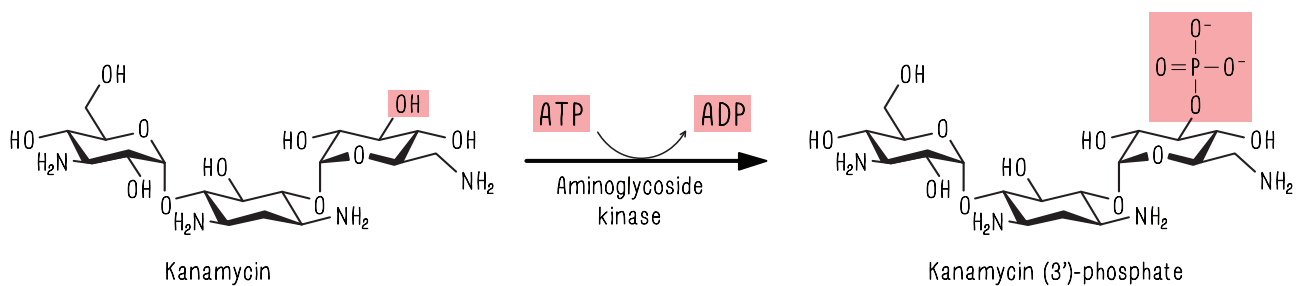 OH
HO
O
H₂N
OH
O
HO
H₂N
NH₂
O
HO
OH
O
OH
NH₂
Kanamycin
ATP
ADP
Aminoglycoside
kinase
OH
HO
O
H₂N
OH
O
HO
H₂N
NH₂
O
HO
O
O⁻
O=P–O⁻
O
OH
NH₂
Kanamycin (3')-phosphate